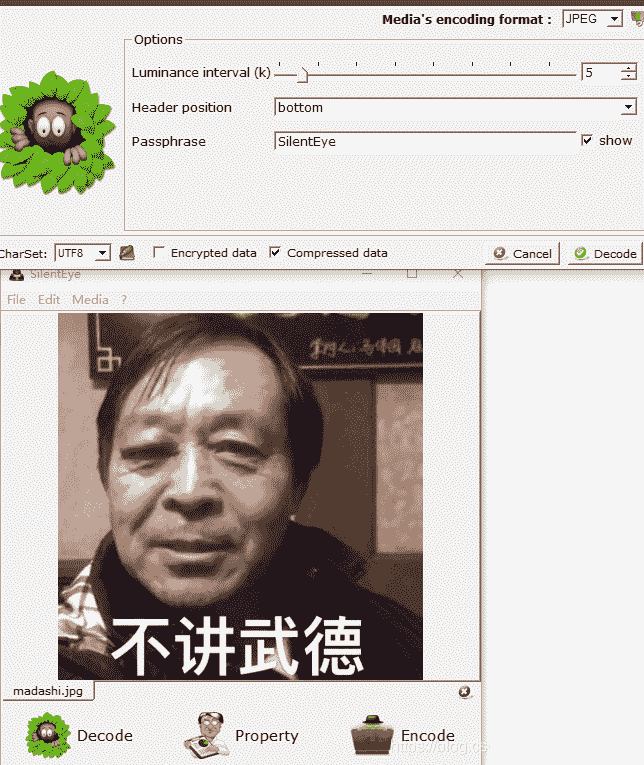 Media's encoding format : JPEG
Options
Luminance interval (k) 5
Header position bottom
Passphrase SilentEye show
CharSet: UTF8 Encrypted data Compressed data Cancel Decode
SilentEye
File Edit Media ?
不讲武德
madashi.jpg
Decode Property Encode
https://blog.cs